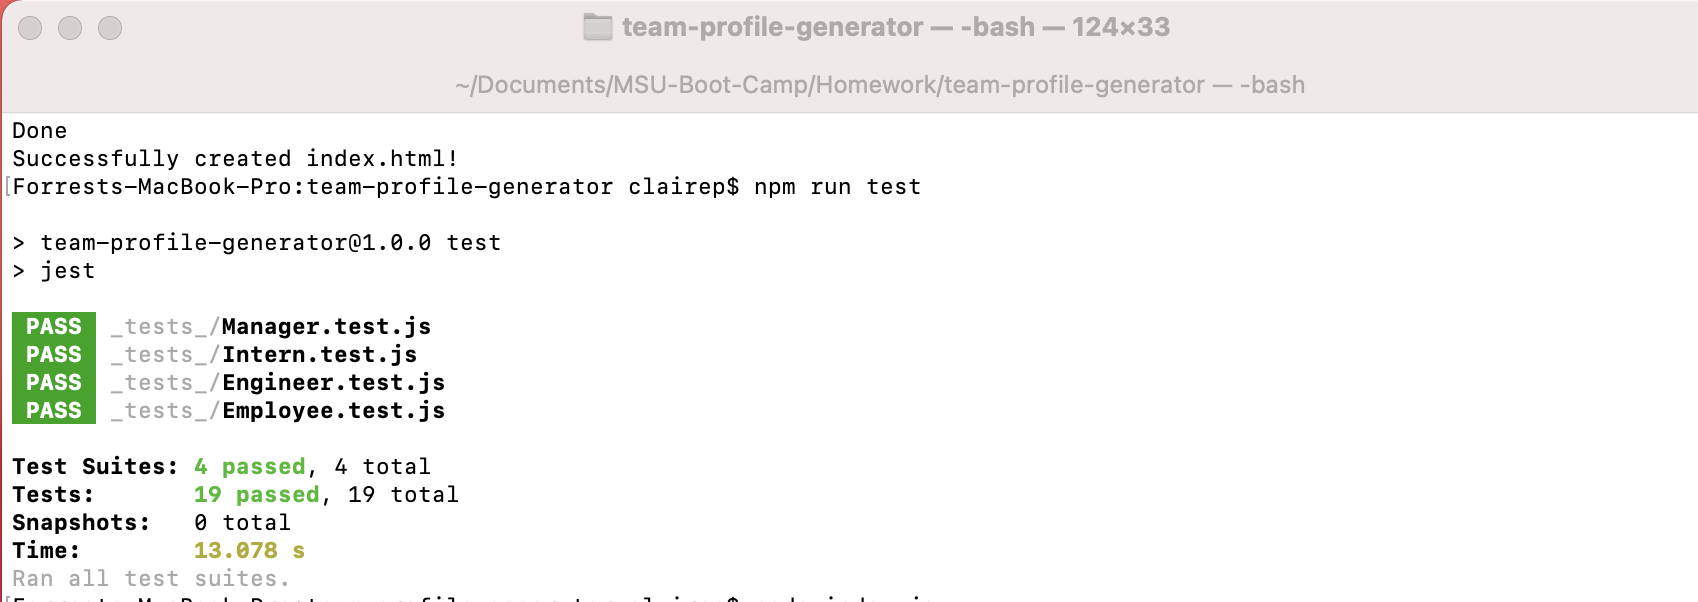 team-profile-generator — -bash — 124×33
~/Documents/MSU-Boot-Camp/Homework/team-profile-generator — -bash
Done
Successfully created index.html!
[Forrests-MacBook-Pro:team-profile-generator clairep$ npm run test
> team-profile-generator@1.0.0 test
> jest
PASS _tests_/Manager.test.js
PASS _tests_/Intern.test.js
PASS _tests_/Engineer.test.js
PASS _tests_/Employee.test.js
Test Suites: 4 passed, 4 total
Tests: 19 passed, 19 total
Snapshots: 0 total
Time: 13.078 s
Ran all test suites.